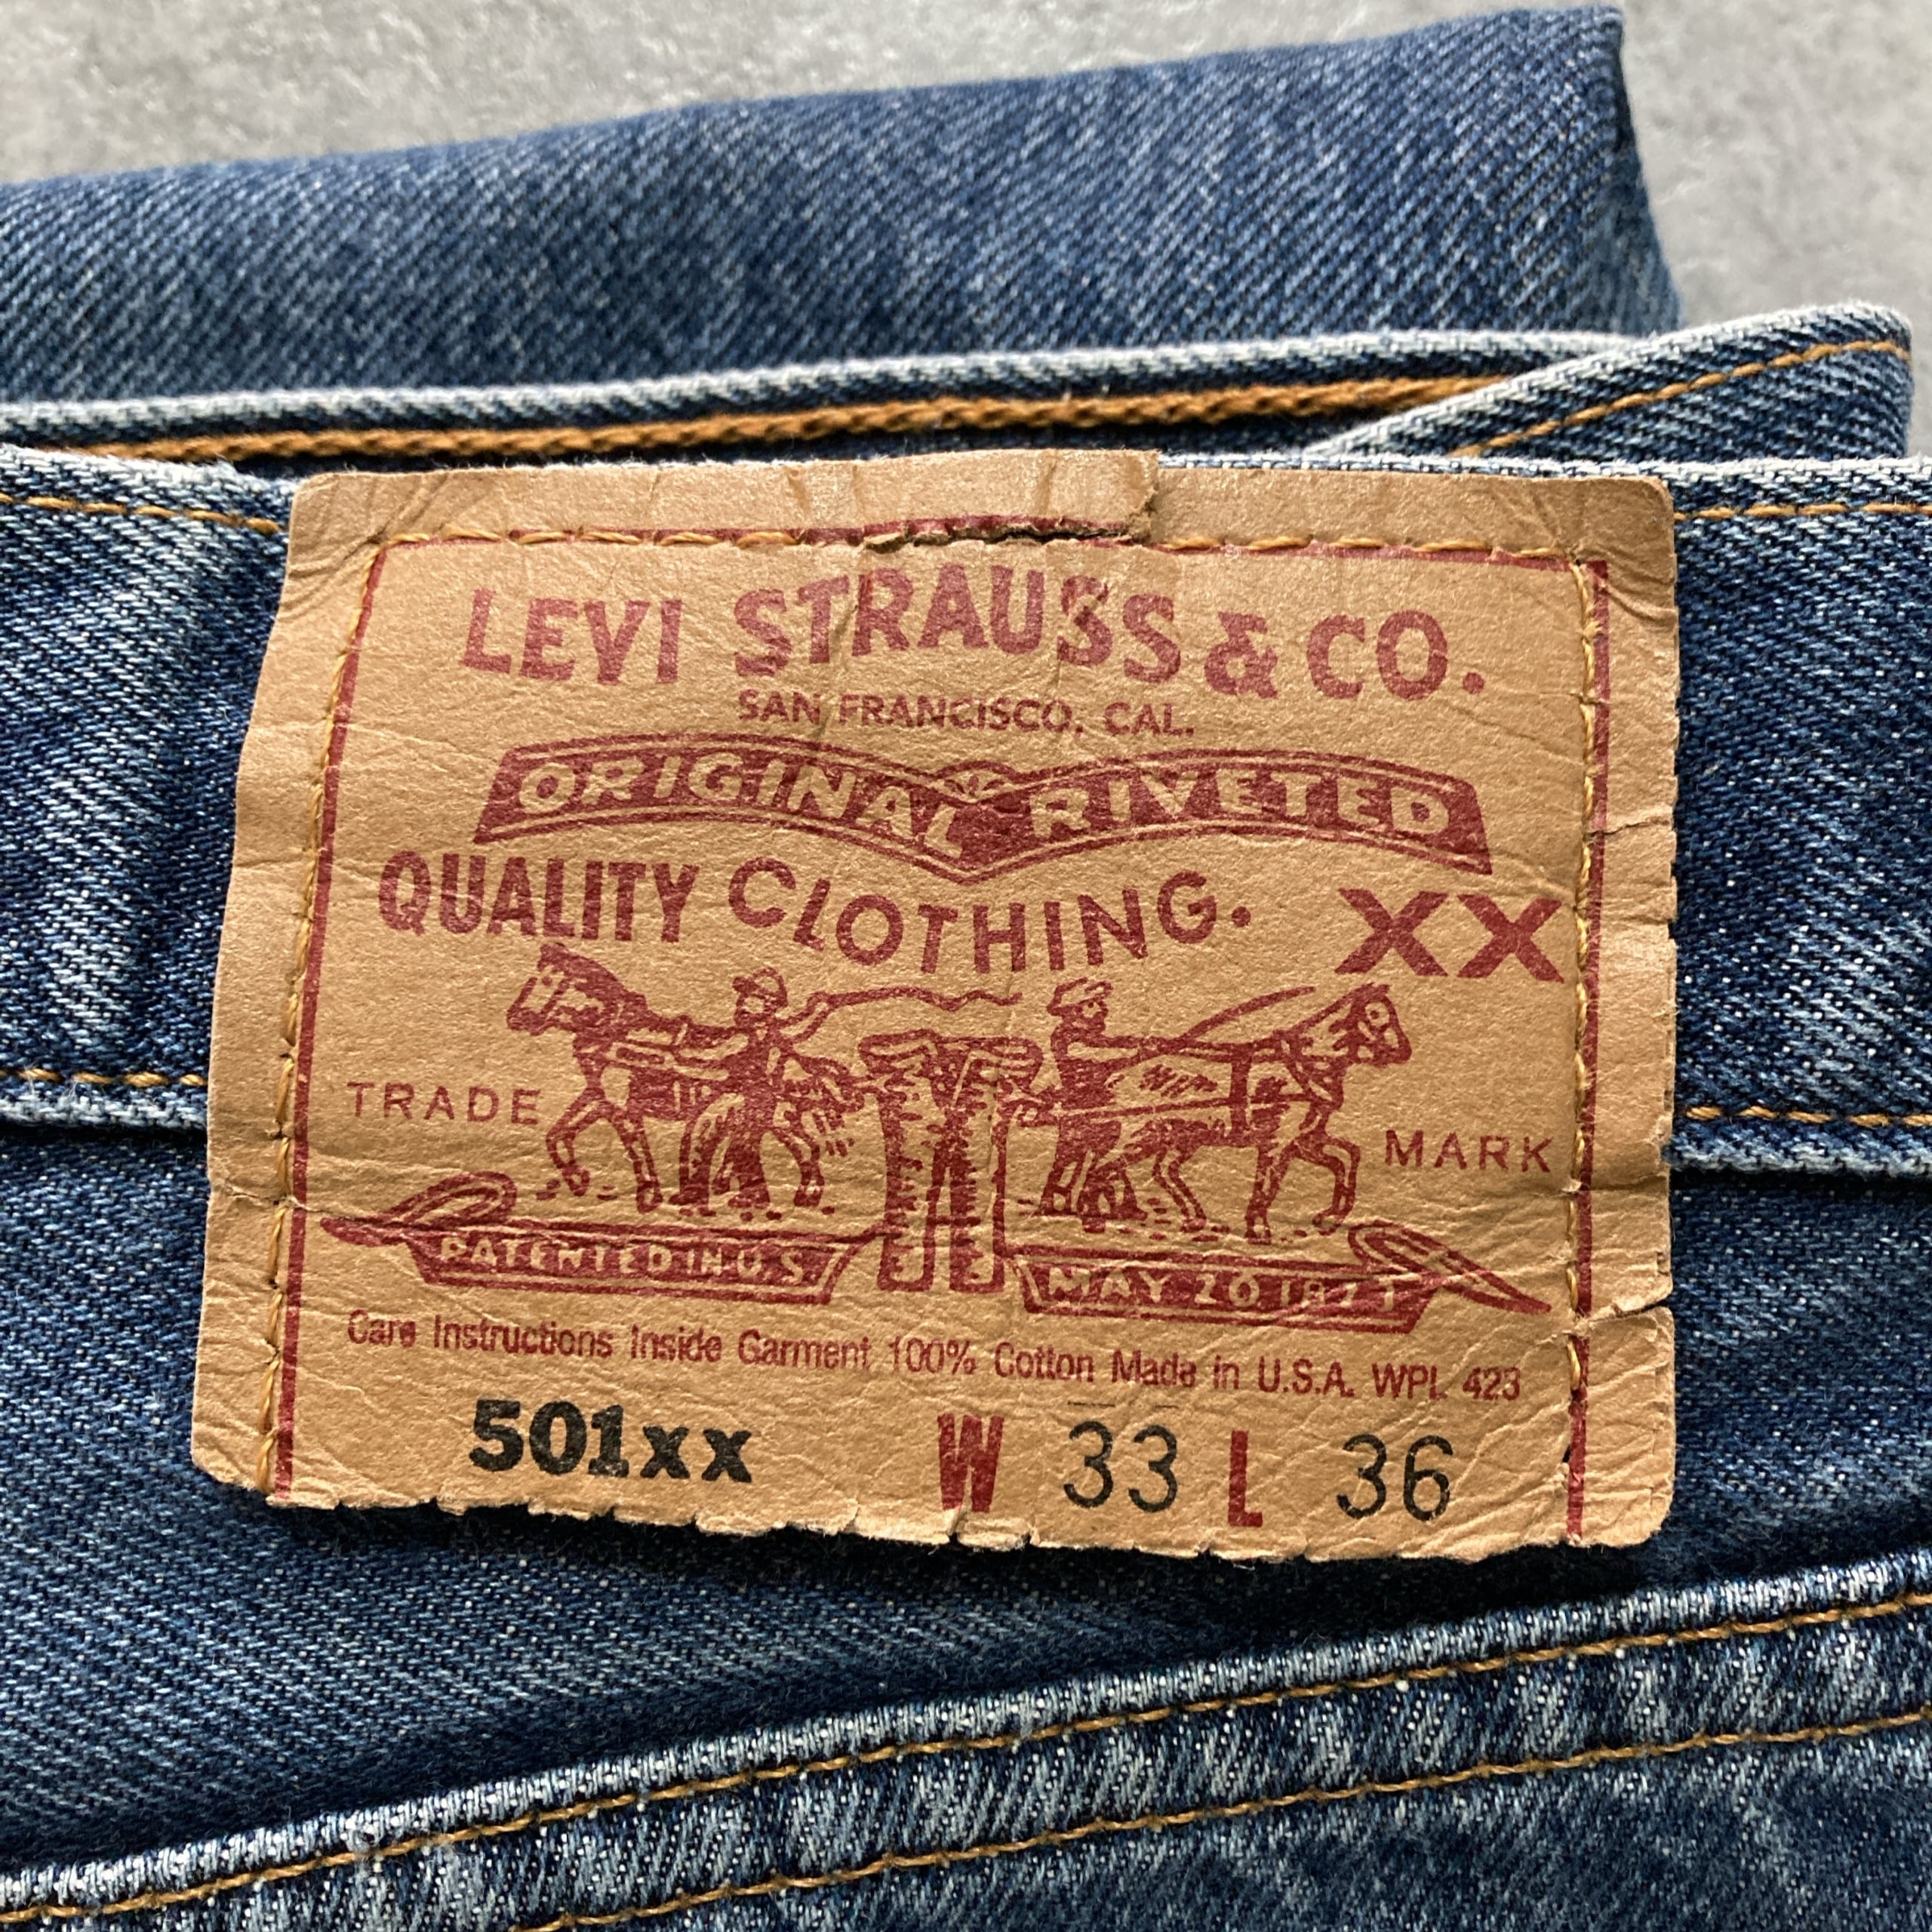 LEVI STRAUSS & CO.
SAN FRANCISCO, CAL.
ORIGINAL RIVETED
QUALITY CLOTHING. XX
TRADE MARK
PATENTED IN U.S. MAY 20 1873
Care Instructions Inside Garment 100% Cotton Made in U.S.A. WPL 423
501xx W 33 L 36